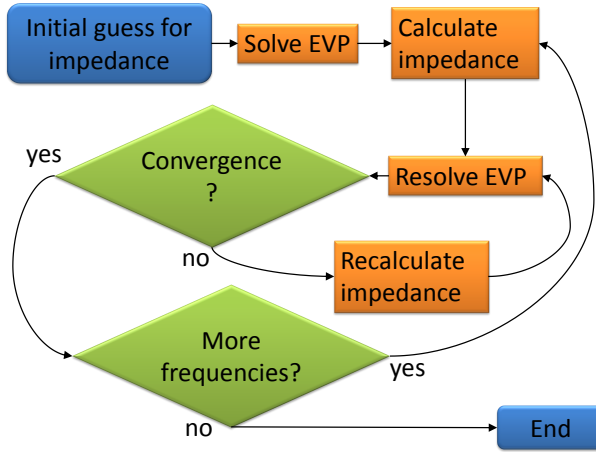 Initial guess for
impedance
Solve EVP
Calculate
impedance
yes
Convergence
?
Resolve EVP
no
Recalculate
impedance
More
frequencies?
yes
no
End